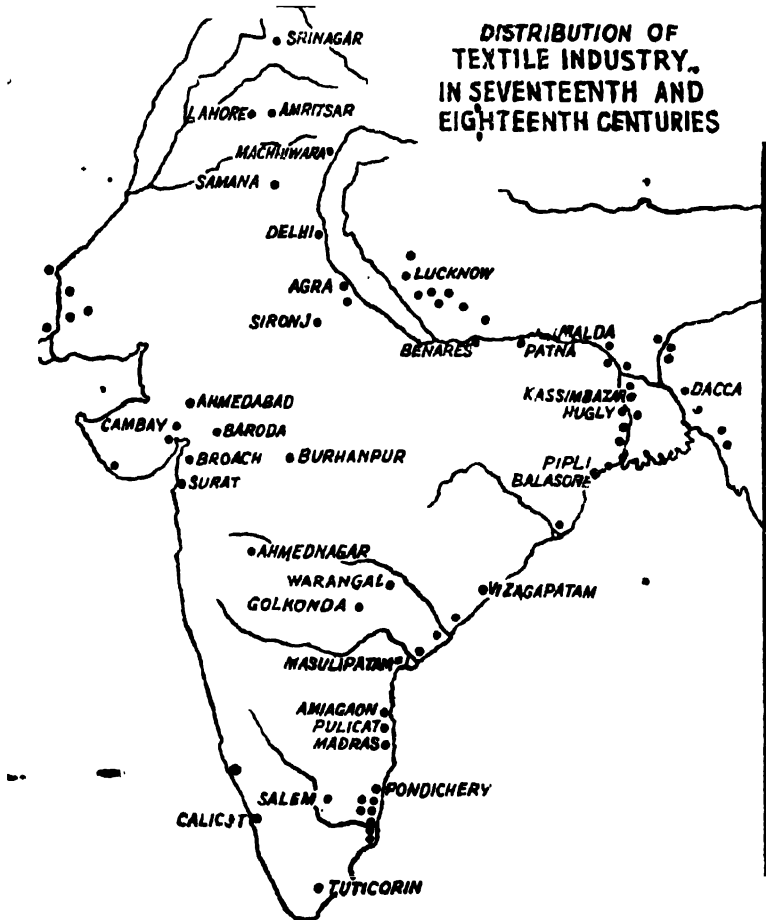 DISTRIBUTION OF
TEXTILE INDUSTRY
IN SEVENTEENTH AND
EIGHTEENTH CENTURIES
SRINAGAR
LAHORE
AMRITSAR
MACHHIWARA
SAMANA
DELHI
LUCKNOW
AGRA
SIRONJ
MALDA
BENARES
PATNA
KASSIMBAZAR
DACCA
HUGLY
AHMEDABAD
CAMBAY
BARODA
BROACH
BURHANPUR
SURAT
PIPLI
BALASORE
AHMEDNAGAR
WARANGAL
VIZAGAPATAM
GOLKONDA
MASULIPATAM
AMIAGAON
PULICAT
MADRAS
PONDICHERY
SALEM
CALICUT
TUTICORIN